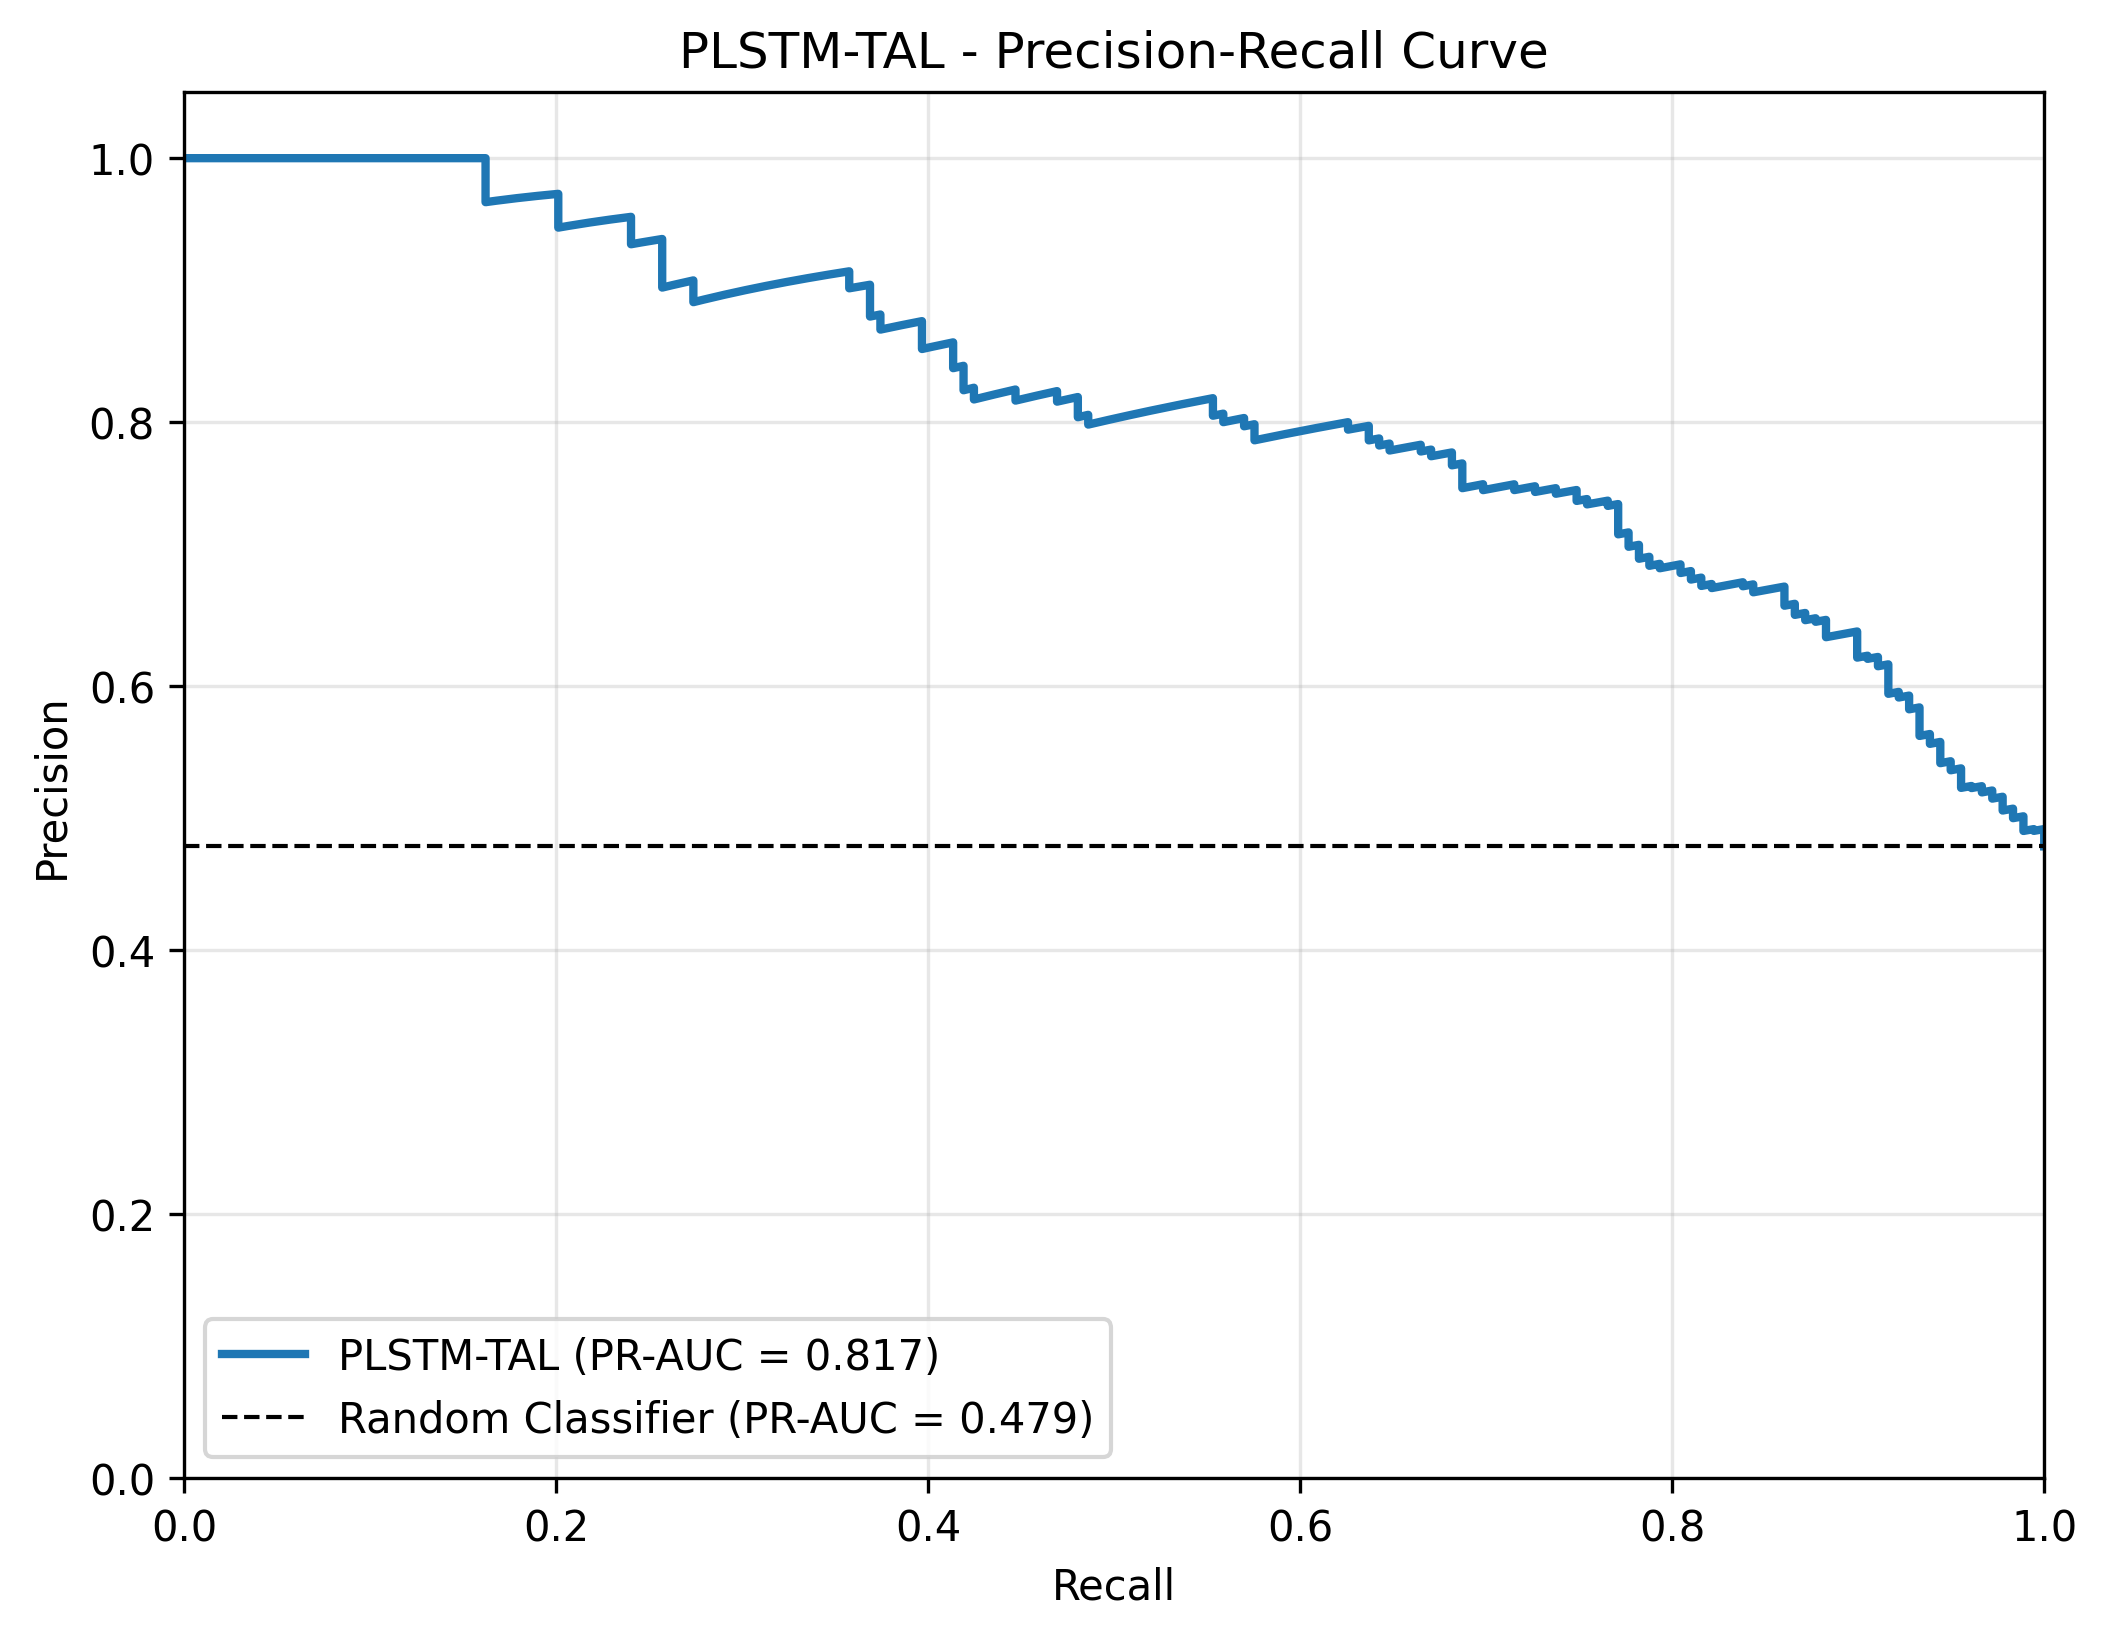 PLSTM-TAL - Precision-Recall Curve
Precision
1.0
0.8
0.6
0.4
0.2
0.0
PLSTM-TAL (PR-AUC = 0.817)
Random Classifier (PR-AUC = 0.479)
0.0 0.2 0.4 0.6 0.8 1.0
Recall